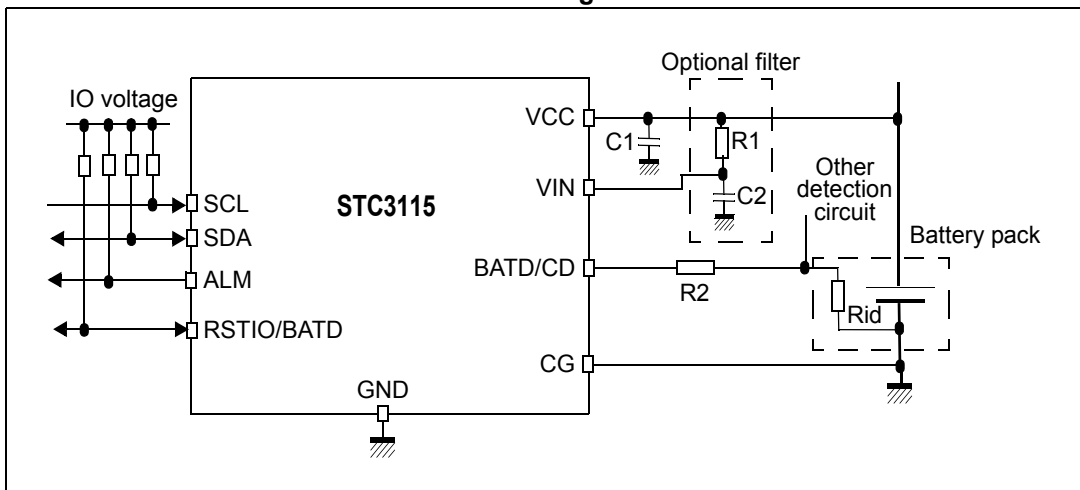 IO voltage
Optional filter
VCC
C1
R1
VIN
C2
Other
detection
circuit
STC3115
SCL
SDA
BATD/CD
R2
Battery pack
ALM
Rid
RSTIO/BATD
CG
GND